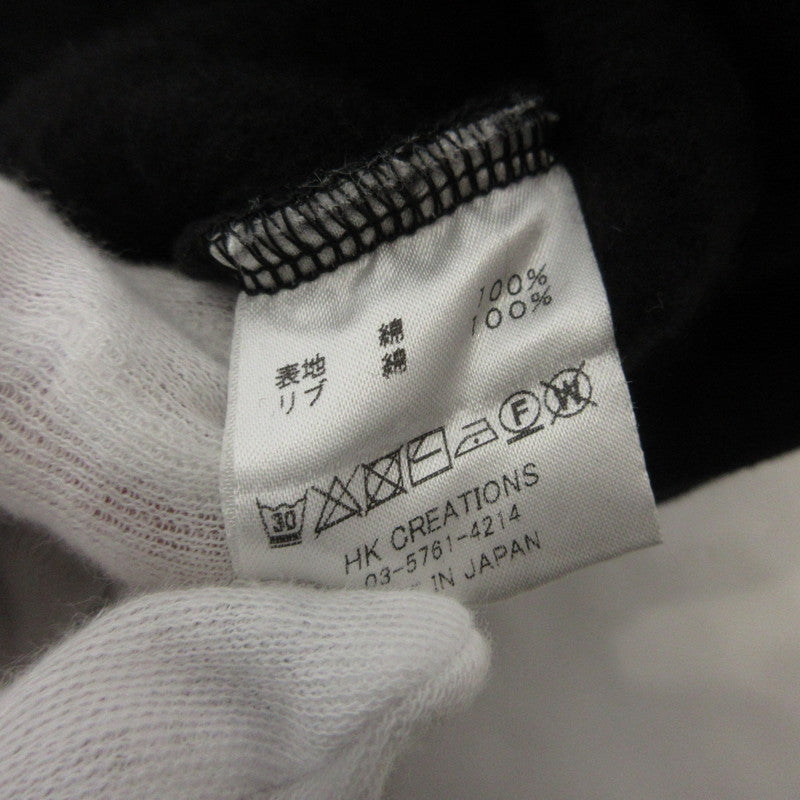 表地 綿 100%
リブ 綿 100%
30 F W
HK CREATIONS
03-5761-4214
IN JAPAN